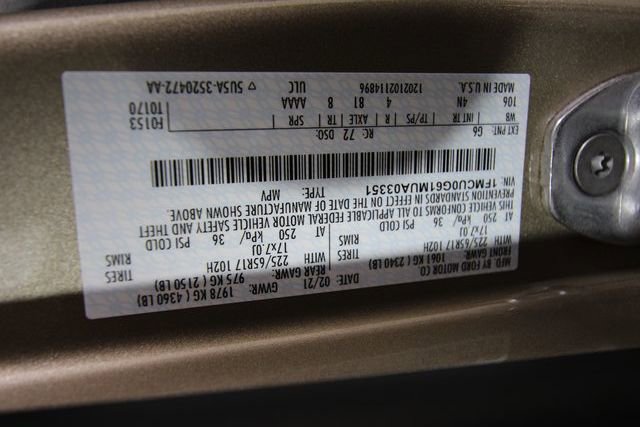 MFD. BY FORD MOTOR CO
DATE: 02/21 GVWR: 1978 KG ( 4360 LB)
FRONT GAWR: REAR GAWR:
1061 KG ( 2340 LB) 975 KG ( 2150 LB)
WITH 225/65R17 102H TIRES WITH 225/65R17 102H TIRES
17x7.0J RIMS 17x7.0J RIMS
AT 250 kPa/ 36 PSI COLD AT 250 kPa/ 36 PSI COLD
THIS VEHICLE CONFORMS TO ALL APPLICABLE FEDERAL MOTOR VEHICLE SAFETY AND THEFT
PREVENTION STANDARDS IN EFFECT ON THE DATE OF MANUFACTURE SHOWN ABOVE.
VIN: 1FMCU0G61MUA03351 TYPE: MPV
EXT PNT: G6 RC: 72 DSO: F0153
WB INT TR TP/PS R AXLE TR SPR T0170
106 4N 4 81 8 AAAA
MADE IN U.S.A. 1202102114896 ULC ▽ 5U5A-3520472-AA